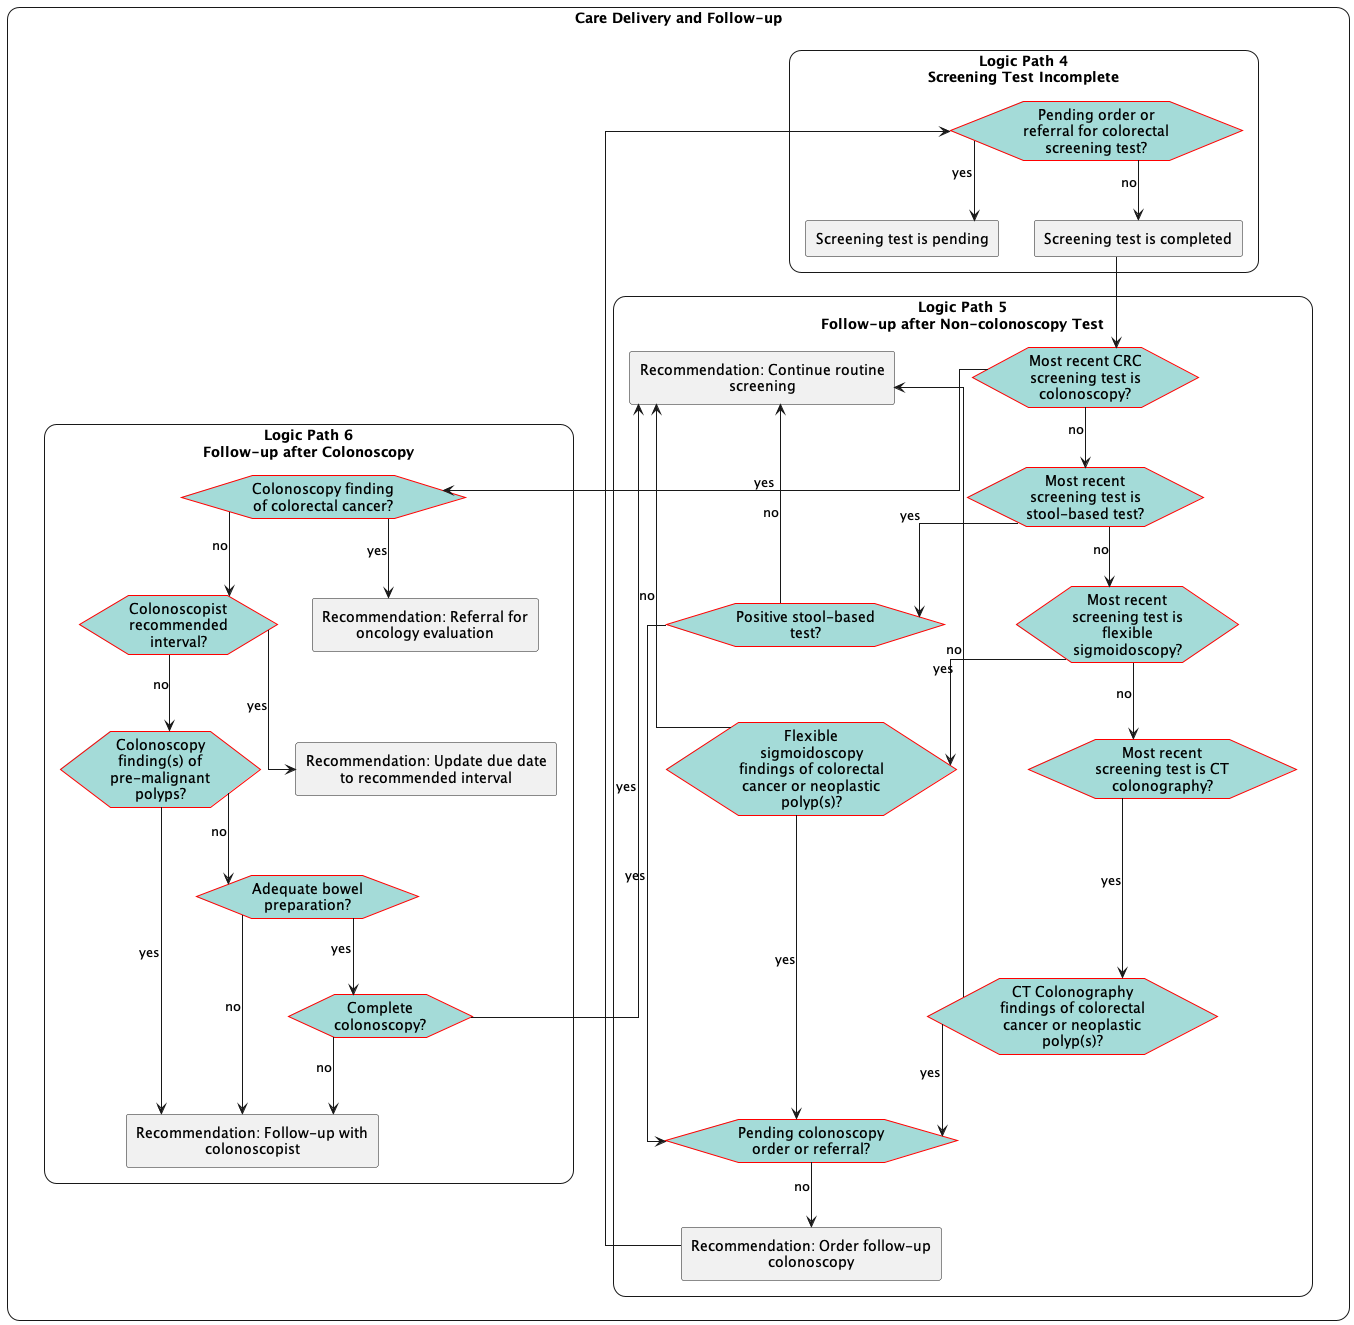 Care Delivery and Follow-up
Logic Path 4
Screening Test Incomplete
Pending order or
referral for colorectal
screening test?
yes
no
Screening test is pending
Screening test is completed
Logic Path 5
Follow-up after Non-colonoscopy Test
Recommendation: Continue routine
screening
Most recent CRC
screening test is
colonoscopy?
no
yes
Most recent
screening test is
stool-based test?
yes
no
no
Positive stool-based
test?
Most recent
screening test is
flexible
sigmoidoscopy?
no
no
yes
no
Flexible
sigmoidoscopy
findings of colorectal
cancer or neoplastic
polyp(s)?
Most recent
screening test is CT
colonography?
yes
yes
yes
yes
CT Colonography
findings of colorectal
cancer or neoplastic
polyp(s)?
yes
Pending colonoscopy
order or referral?
no
Recommendation: Order follow-up
colonoscopy
Logic Path 6
Follow-up after Colonoscopy
Colonoscopy finding
of colorectal cancer?
no
yes
Colonoscopist
recommended
interval?
Recommendation: Referral for
oncology evaluation
no
yes
Colonoscopy
finding(s) of
pre-malignant
polyps?
Recommendation: Update due date
to recommended interval
no
Adequate bowel
preparation?
yes
yes
no
Complete
colonoscopy?
no
Recommendation: Follow-up with
colonoscopist